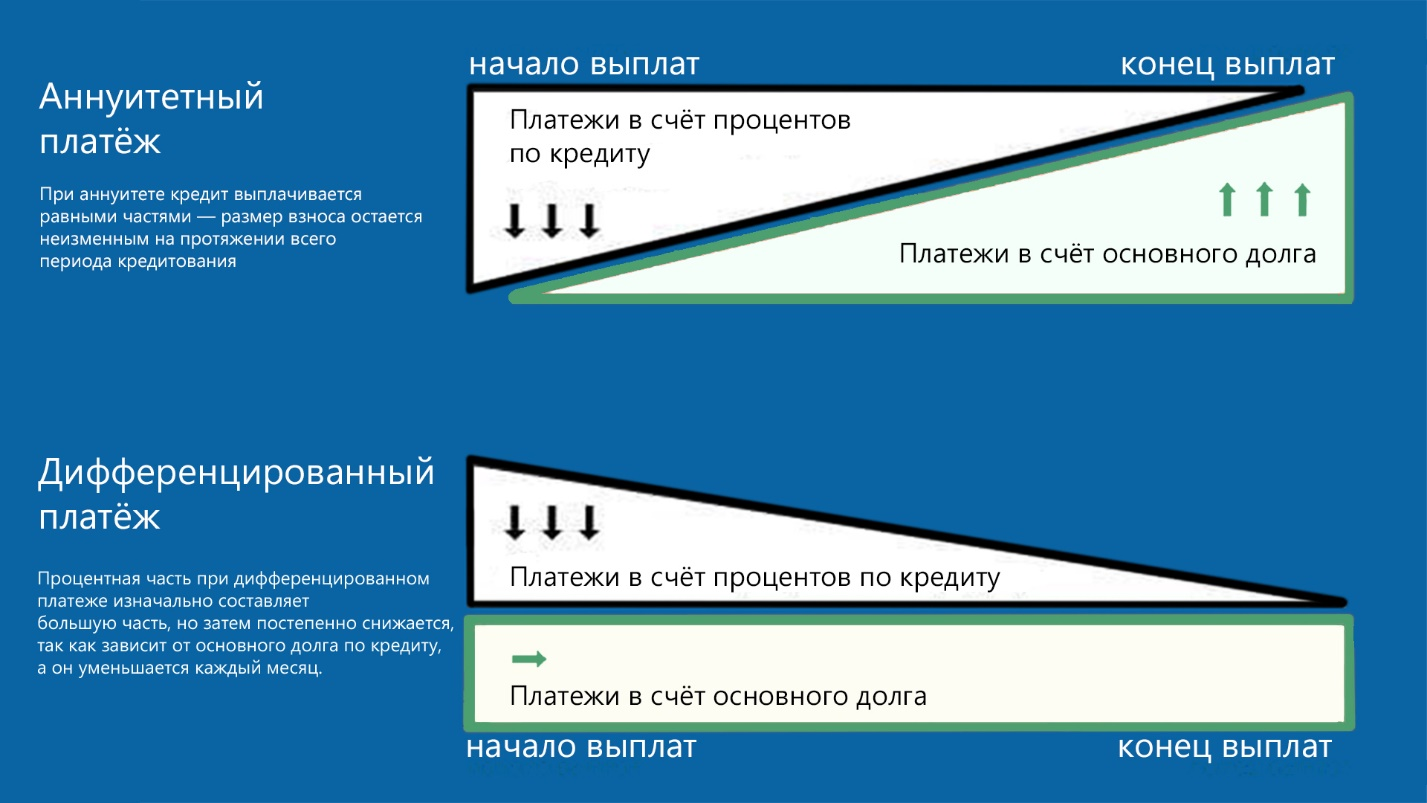 начало выплат
конец выплат
Аннуитетный
платёж
При аннуитете кредит выплачивается
равными частями — размер взноса остается
неизменным на протяжении всего
периода кредитования
Платежи в счёт процентов
по кредиту
Платежи в счёт основного долга
Дифференцированный
платёж
Процентная часть при дифференцированном
платеже изначально составляет
большую часть, но затем постепенно снижается,
так как зависит от основного долга по кредиту,
а он уменьшается каждый месяц.
Платежи в счёт процентов по кредиту
Платежи в счёт основного долга
начало выплат
конец выплат